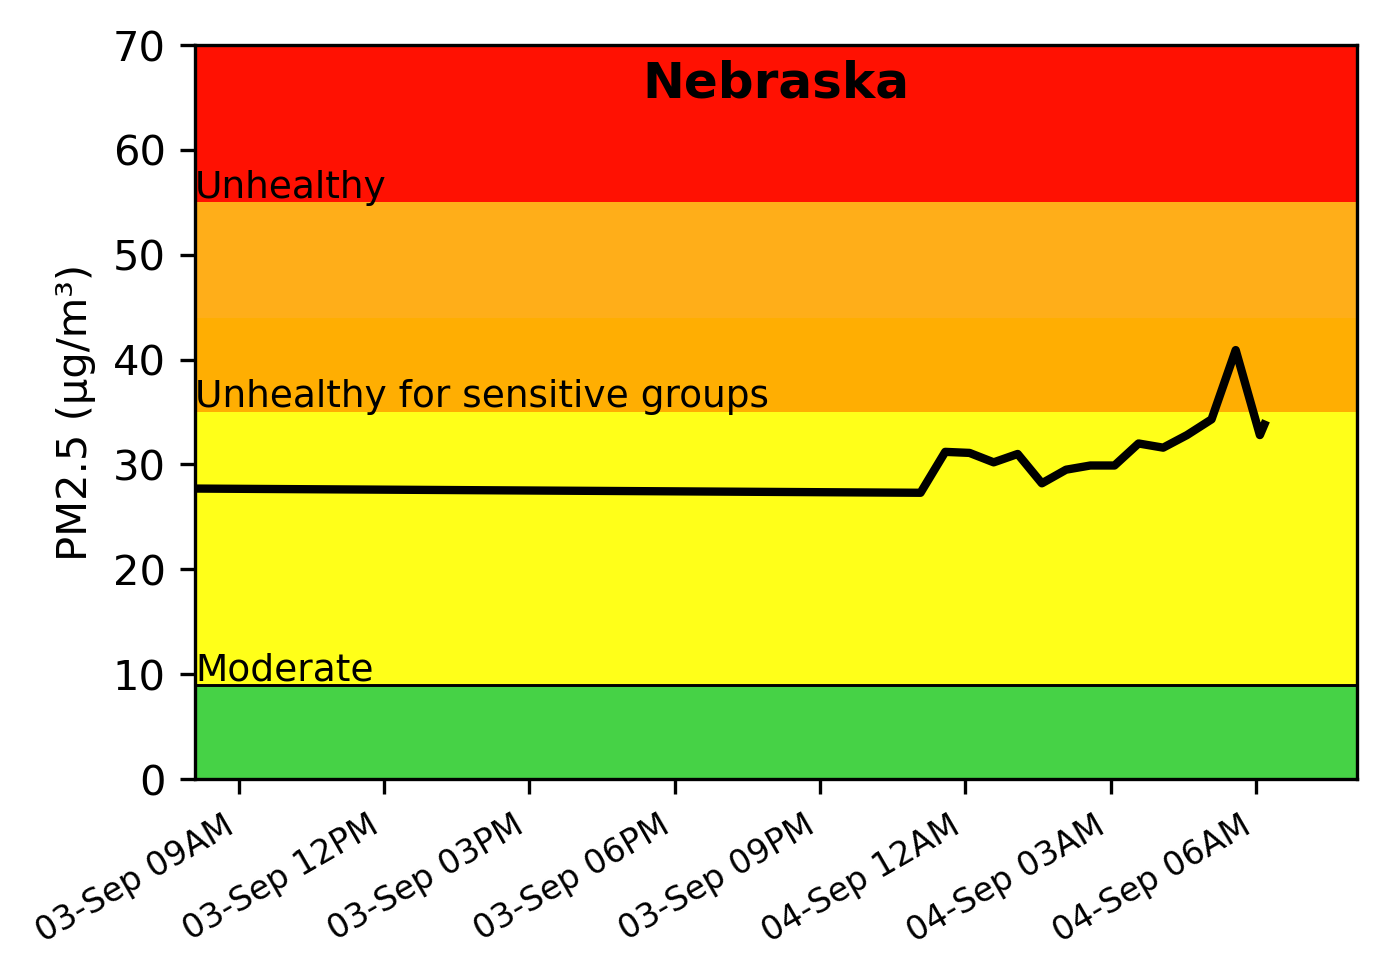 Nebraska
PM2.5 (µg/m³)
70
60
50
40
30
20
10
0
Unhealthy
Unhealthy for sensitive groups
Moderate
03-Sep 09AM
03-Sep 12PM
03-Sep 03PM
03-Sep 06PM
03-Sep 09PM
04-Sep 12AM
04-Sep 03AM
04-Sep 06AM